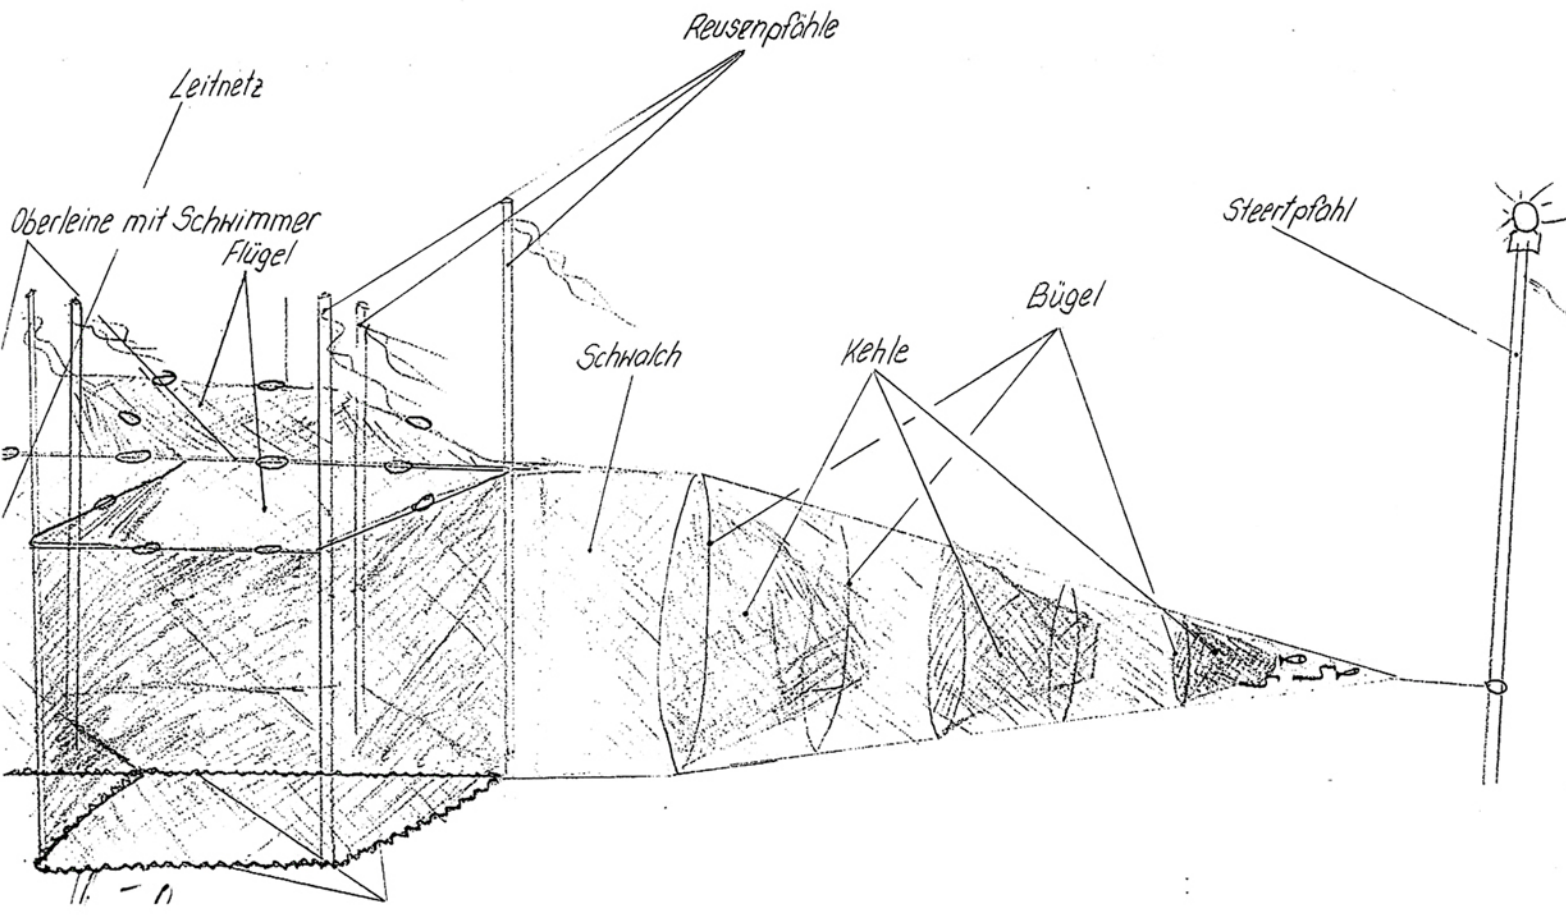 Reusenpfähle
Leitnetz
Oberleine mit Schwimmer
Flügel
Steertpfahl
Bügel
Schwalch
Kehle